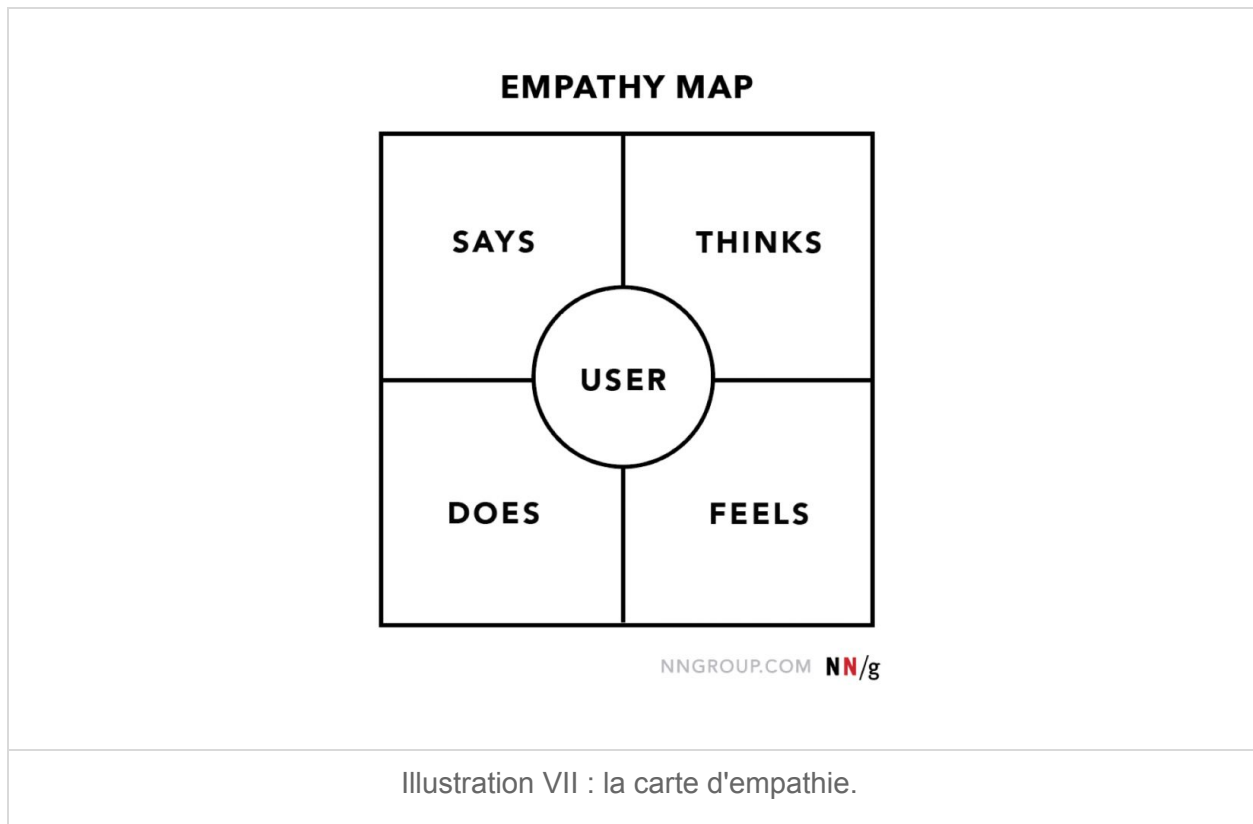 EMPATHY MAP
SAYS
THINKS
USER
DOES
FEELS
NNGROUP.COM NN/g
Illustration VII : la carte d'empathie.